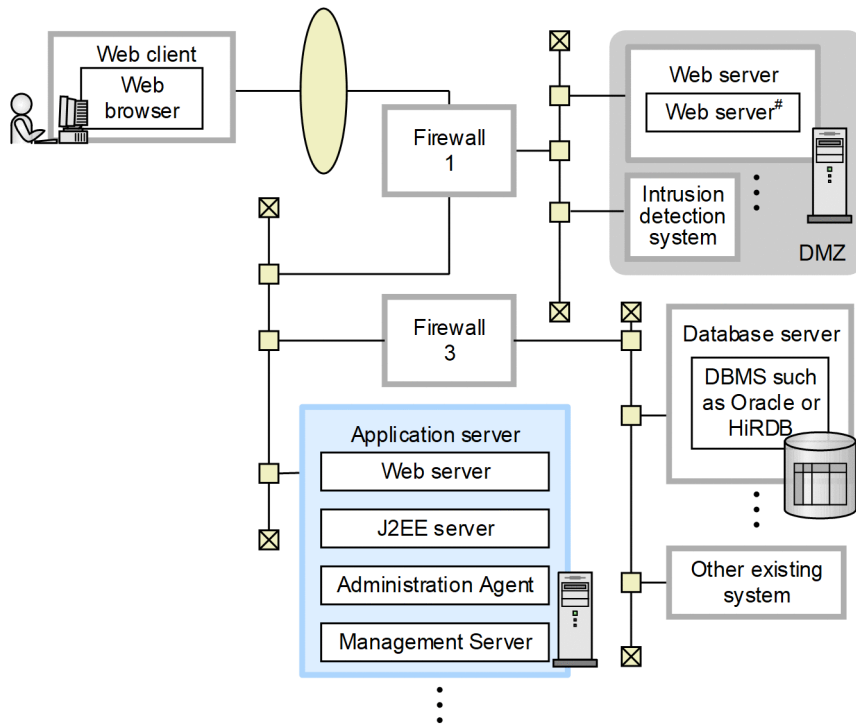 Web client
Web
browser
Firewall
1
Web server
Web server#
Intrusion
detection
system
DMZ
Firewall
3
Database server
DBMS such
as Oracle or
HiRDB
Application server
Web server
J2EE server
Administration Agent
Management Server
Other existing
system